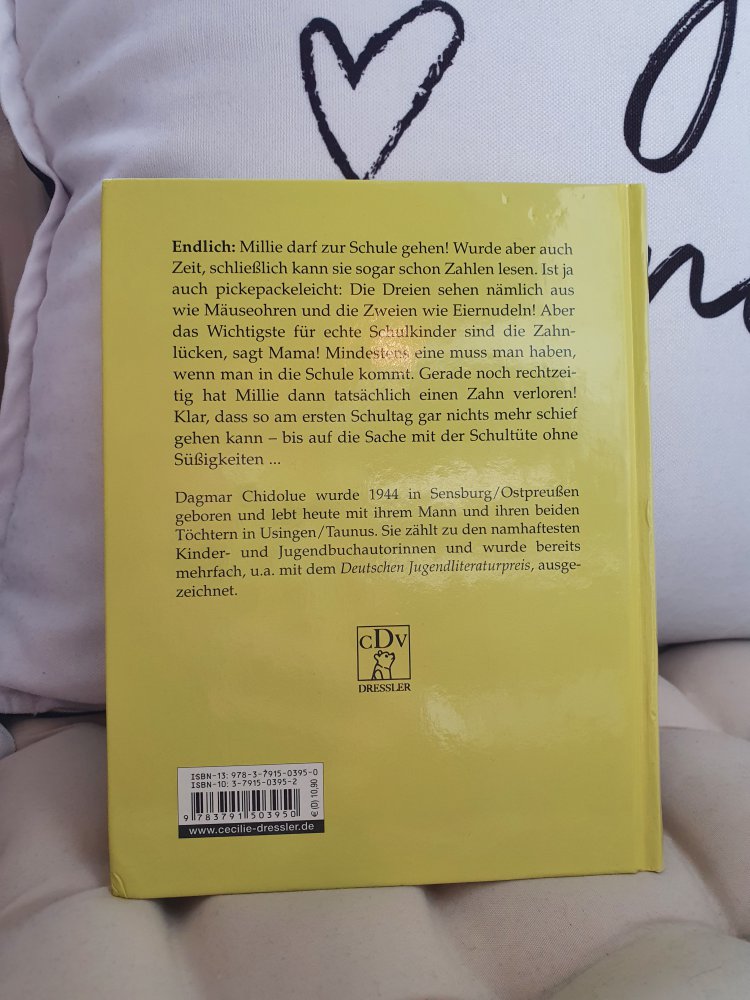 Endlich: Millie darf zur Schule gehen! Wurde aber auch
Zeit, schließlich kann sie sogar schon Zahlen lesen. Ist ja
auch pickepackeleicht: Die Dreien sehen nämlich aus
wie Mäuseohren und die Zweien wie Eiernudeln! Aber
das Wichtigste für echte Schulkinder sind die Zahn-
lücken, sagt Mama! Mindestens eine muss man haben,
wenn man in die Schule kommt. Gerade noch rechtzei-
tig hat Millie dann tatsächlich einen Zahn verloren!
Klar, dass so am ersten Schultag gar nichts mehr schief
gehen kann – bis auf die Sache mit der Schultüte ohne
Süßigkeiten ...
Dagmar Chidolue wurde 1944 in Sensburg/Ostpreußen
geboren und lebt heute mit ihrem Mann und ihren beiden
Töchtern in Usingen/Taunus. Sie zählt zu den namhaftesten
Kinder- und Jugendbuchautorinnen und wurde bereits
mehrfach, u.a. mit dem Deutschen Jugendliteraturpreis, ausge-
zeichnet.
CDV
DRESSLER
ISBN-13: 978-3-7915-0395-0
ISBN-10: 3-7915-0395-2
€ (D) 10,90
9 783791 503950
www.cecilie-dressler.de